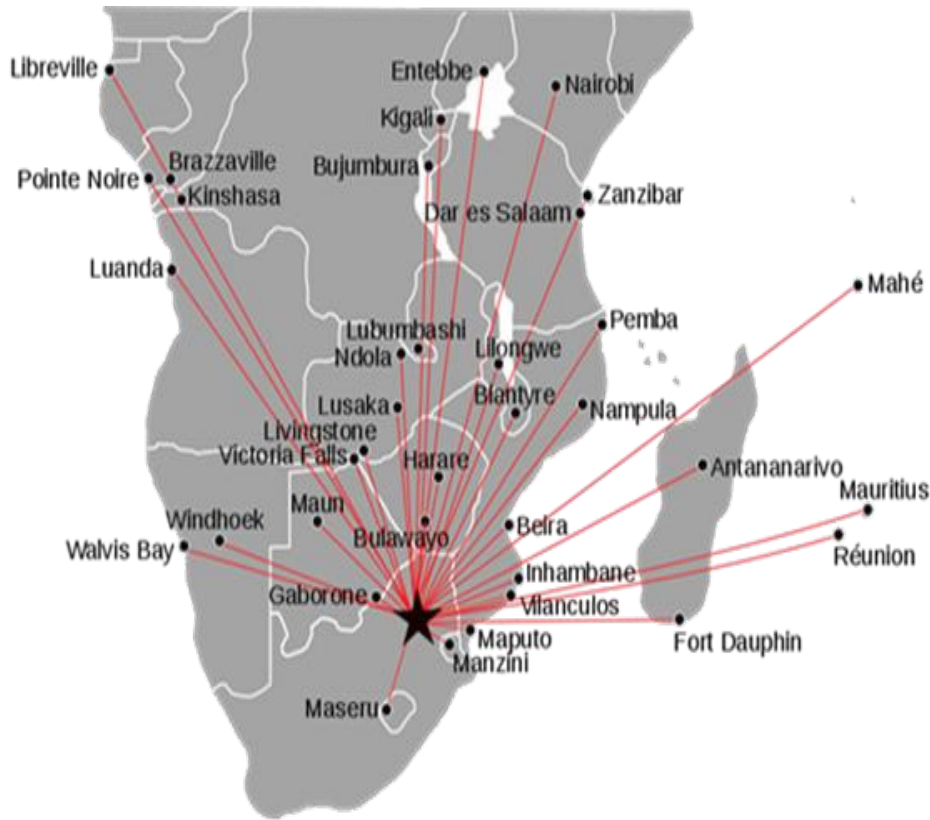 Libreville
Entebbe
Nairobi
Kigali
Brazzaville
Bujumbura
Pointe Noire
Kinshasa
Zanzibar
Dar es Salaam
Luanda
Mahé
Pemba
Lubumbashi
Ndola
Lilongwe
Blantyre
Lusaka
Nampula
Livingstone
Victoria Falls
Harare
Antananarivo
Mauritius
Maun
Windhoek
Beira
Bulawayo
Walvis Bay
Réunion
Inhambane
Gaborone
Vilanculos
Maputo
Fort Dauphin
Manzini
Maseru